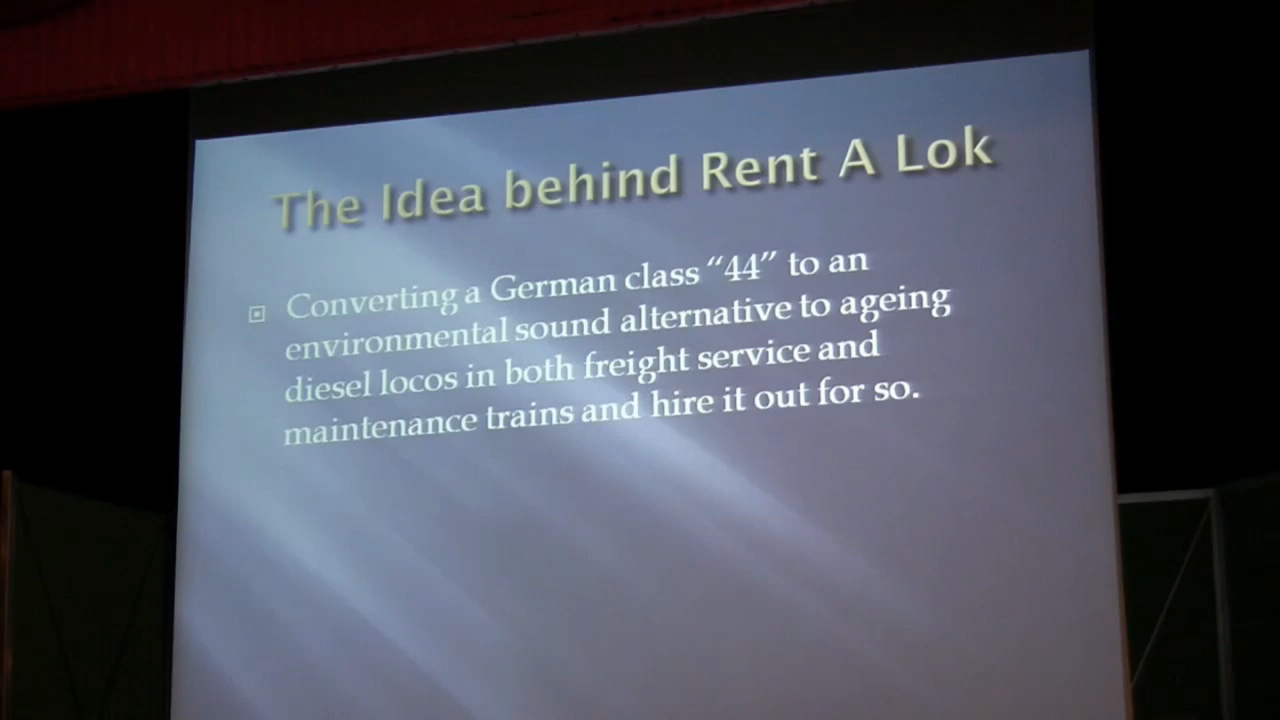 The Idea behind Rent A Lok
Converting a German class “44” to an
environmental sound alternative to ageing
diesel locos in both freight service and
maintenance trains and hire it out for so.